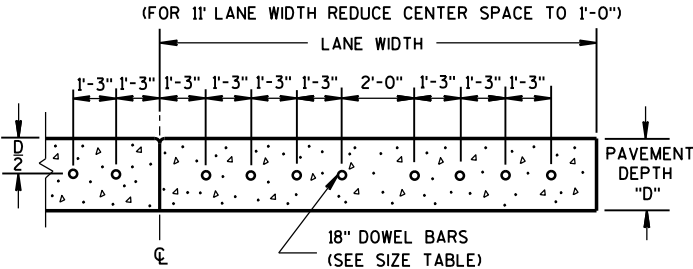 (FOR 11' LANE WIDTH REDUCE CENTER SPACE TO 1'-0")
LANE WIDTH
1'-3" 1'-3" 1'-3" 1'-3" 1'-3" 1'-3" 2'-0" 1'-3" 1'-3" 1'-3"
D
2
PAVEMENT
DEPTH
"D"
18" DOWEL BARS
(SEE SIZE TABLE)
℄